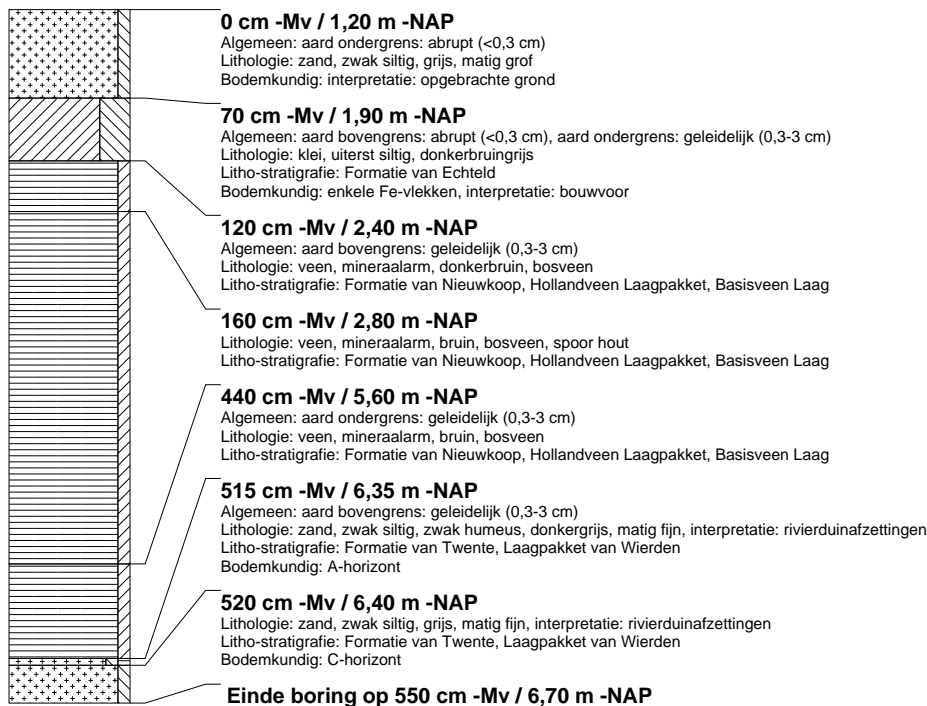 0 cm -Mv / 1,20 m -NAP
Algemeen: aard ondergrens: abrupt (<0,3 cm)
Lithologie: zand, zwak siltig, grijs, matig grof
Bodemkundig: interpretatie: opgebrachte grond
70 cm -Mv / 1,90 m -NAP
Algemeen: aard bovengrens: abrupt (<0,3 cm), aard ondergrens: geleidelijk (0,3-3 cm)
Lithologie: klei, uiterst siltig, donkerbruingrijs
Litho-stratigrafie: Formatie van Echteld
Bodemkundig: enkele Fe-vlekken, interpretatie: bouwvoor
120 cm -Mv / 2,40 m -NAP
Algemeen: aard bovengrens: geleidelijk (0,3-3 cm)
Lithologie: veen, mineraalarm, donkerbruin, bosveen
Litho-stratigrafie: Formatie van Nieuwkoop, Hollandveen Laagpakket, Basisveen Laag
160 cm -Mv / 2,80 m -NAP
Lithologie: veen, mineraalarm, bruin, bosveen, spoor hout
Litho-stratigrafie: Formatie van Nieuwkoop, Hollandveen Laagpakket, Basisveen Laag
440 cm -Mv / 5,60 m -NAP
Algemeen: aard ondergrens: geleidelijk (0,3-3 cm)
Lithologie: veen, mineraalarm, bruin, bosveen
Litho-stratigrafie: Formatie van Nieuwkoop, Hollandveen Laagpakket, Basisveen Laag
515 cm -Mv / 6,35 m -NAP
Algemeen: aard bovengrens: geleidelijk (0,3-3 cm)
Lithologie: zand, zwak siltig, zwak humeus, donkergrijs, matig fijn, interpretatie: rivierduinafzettingen
Litho-stratigrafie: Formatie van Twente, Laagpakket van Wierden
Bodemkundig: A-horizont
520 cm -Mv / 6,40 m -NAP
Lithologie: zand, zwak siltig, grijs, matig fijn, interpretatie: rivierduinafzettingen
Litho-stratigrafie: Formatie van Twente, Laagpakket van Wierden
Bodemkundig: C-horizont
Einde boring op 550 cm -Mv / 6,70 m -NAP